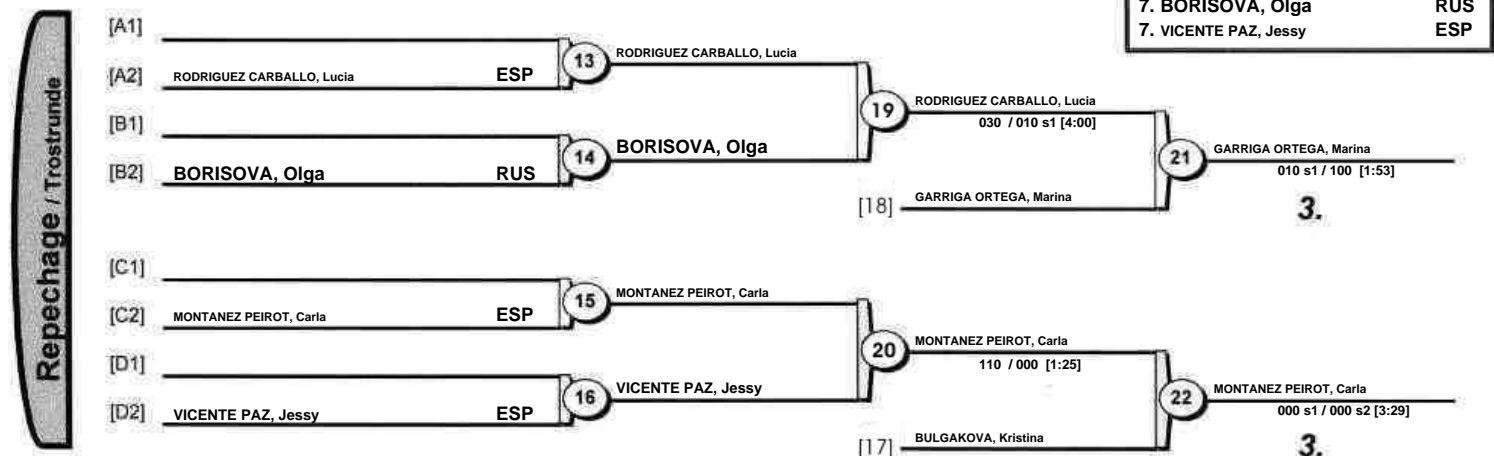 7. BORISOVA, Olga RUS
7. VICENTE PAZ, Jessy ESP
Repechage / Trostrunde
[A1]
[A2] RODRIGUEZ CARBALLO, Lucia ESP
13 RODRIGUEZ CARBALLO, Lucia
[B1]
[B2] BORISOVA, Olga RUS
14 BORISOVA, Olga
19 RODRIGUEZ CARBALLO, Lucia
030 / 010 s1 [4:00]
[18] GARRIGA ORTEGA, Marina
21 GARRIGA ORTEGA, Marina
010 s1 / 100 [1:53]
3.
[C1]
[C2] MONTANEZ PEIROT, Carla ESP
15 MONTANEZ PEIROT, Carla
[D1]
[D2] VICENTE PAZ, Jessy ESP
16 VICENTE PAZ, Jessy
20 MONTANEZ PEIROT, Carla
110 / 000 [1:25]
[17] BULGAKOVA, Kristina
22 MONTANEZ PEIROT, Carla
000 s1 / 000 s2 [3:29]
3.